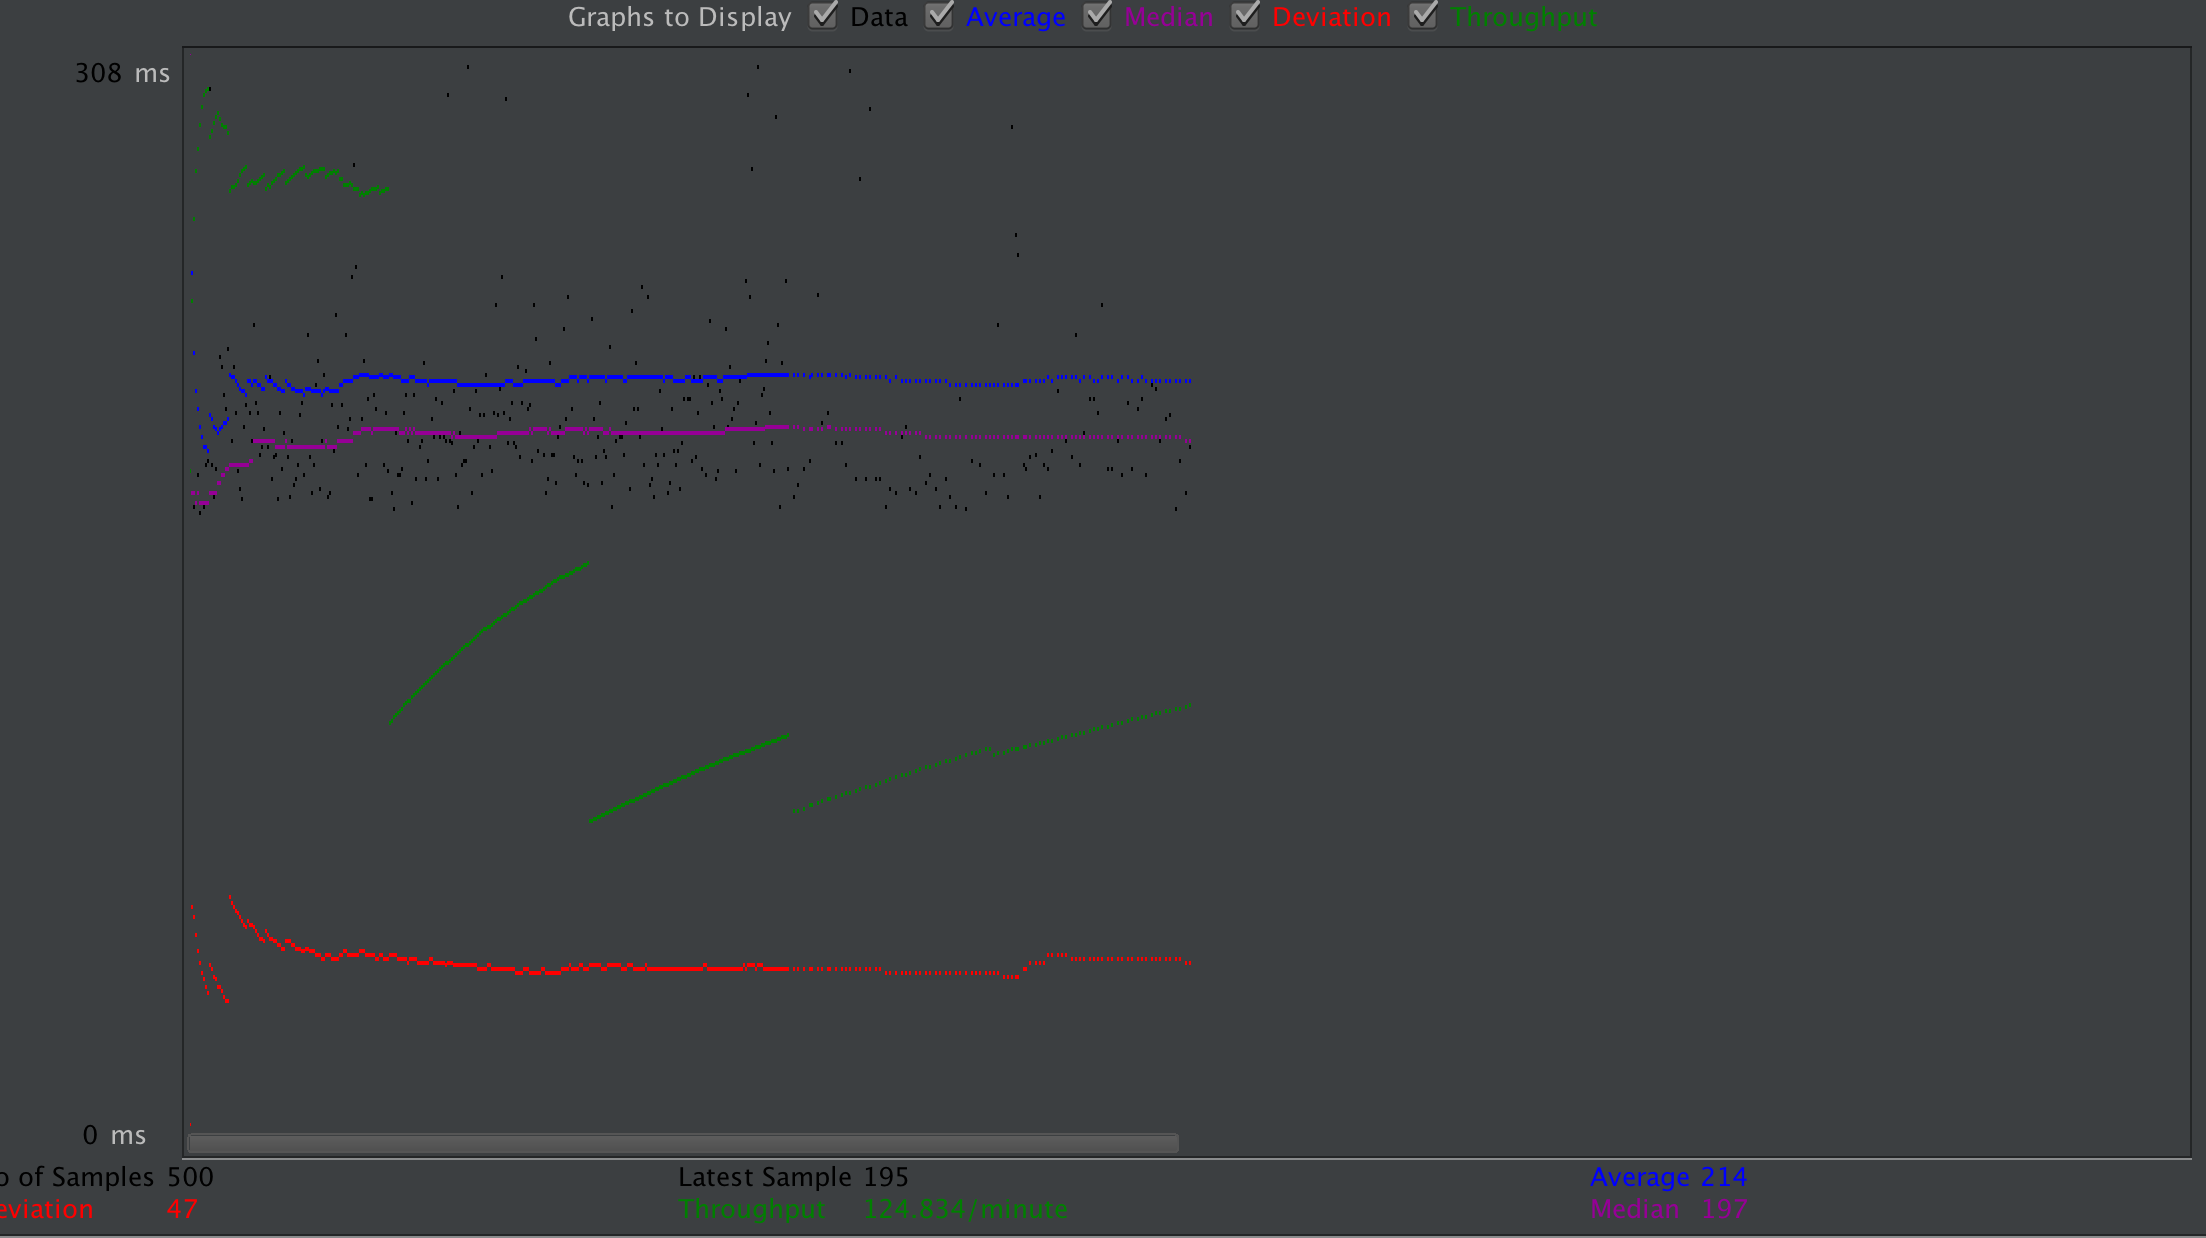 Graphs to Display Data Average Median Deviation Throughput
308 ms
0 ms
o of Samples 500 Latest Sample 195 Average 214
eviation 47 Throughput 124.834/minute Median 197